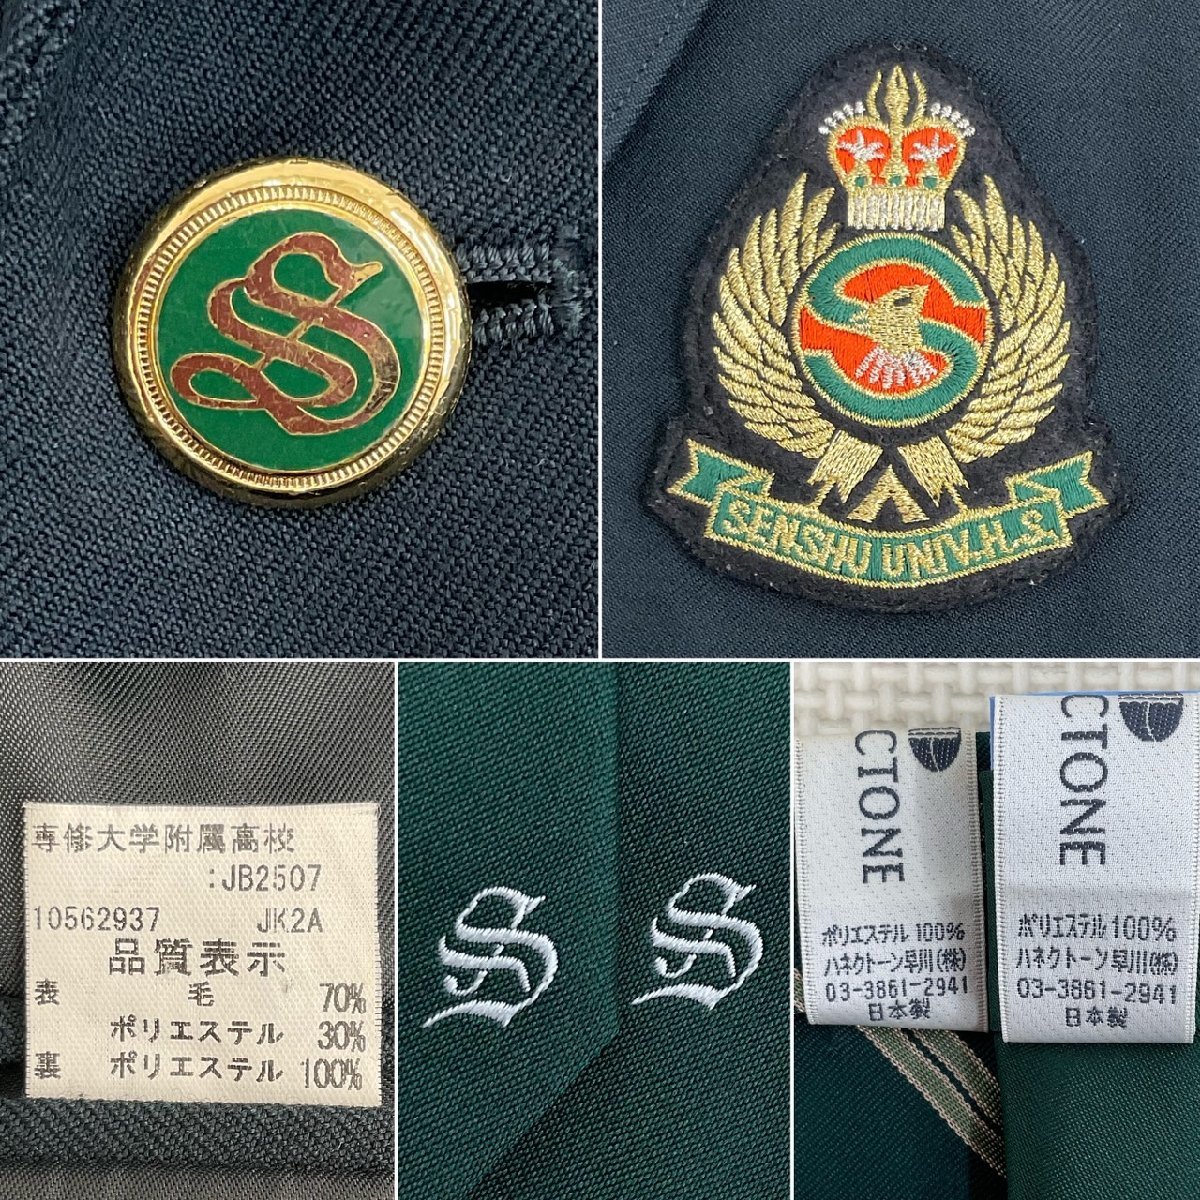 S
SENSHU UNIV.H.S.
専修大学附属高校
:JB2507
10562937 JK2A
品質表示
表 毛 70%
ポリエステル 30%
裏 ポリエステル 100%
S
S
CTONE
ポリエステル 100%
ハネクトーン早川(株)
03-3861-2941
日本製
CTONE
ポリエステル100%
ハネクトーン早川(株)
03-3861-2941
日本製